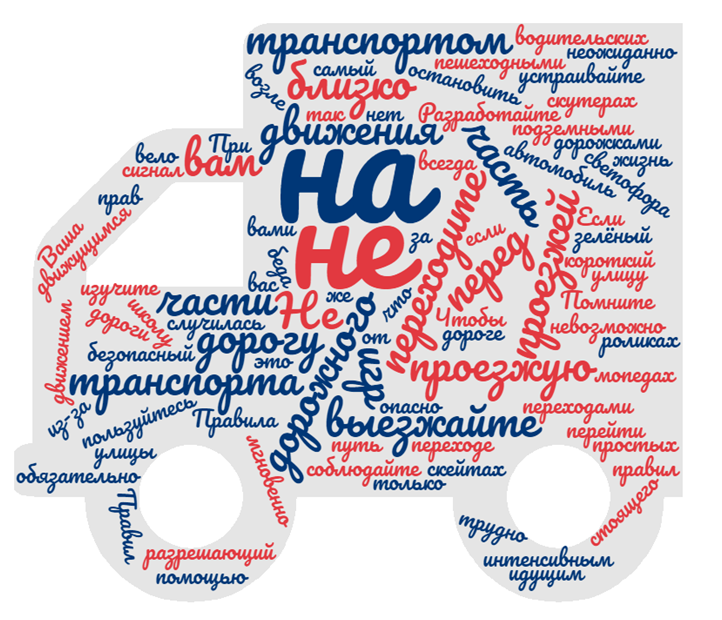 транспортом
водительских
неожиданно
пешеходными
самый
возле
близко
остановить
устраивайте
скутерах
так
нет
Разработайте
подземными
движения
дорожками
часть
автомобиль
светофора
жизнь
вело
При
сигнал
вам
на
всегда
прав
вами
не
за
если
переходите
перед
проезжей
Если
зелёный
Ваша
движущимся
беда
вас
короткий
улицу
изучите
части
Не
же
что
Помните
школу
дороги
случилась
Чтобы
невозможно
движением
дорогу
дорожного
от
дороге
роликах
безопасный
это
транспорта
для
проезжую
мопедах
из-за
пользуйтесь
Правила
опасно
переходами
выезжайте
улицы
мгновенно
путь
переходе
перейти
простых
обязательно
соблюдайте
скейтах
правил
только
стоящего
Правил
трудно
разрешающий
помощью
интенсивным
идущим